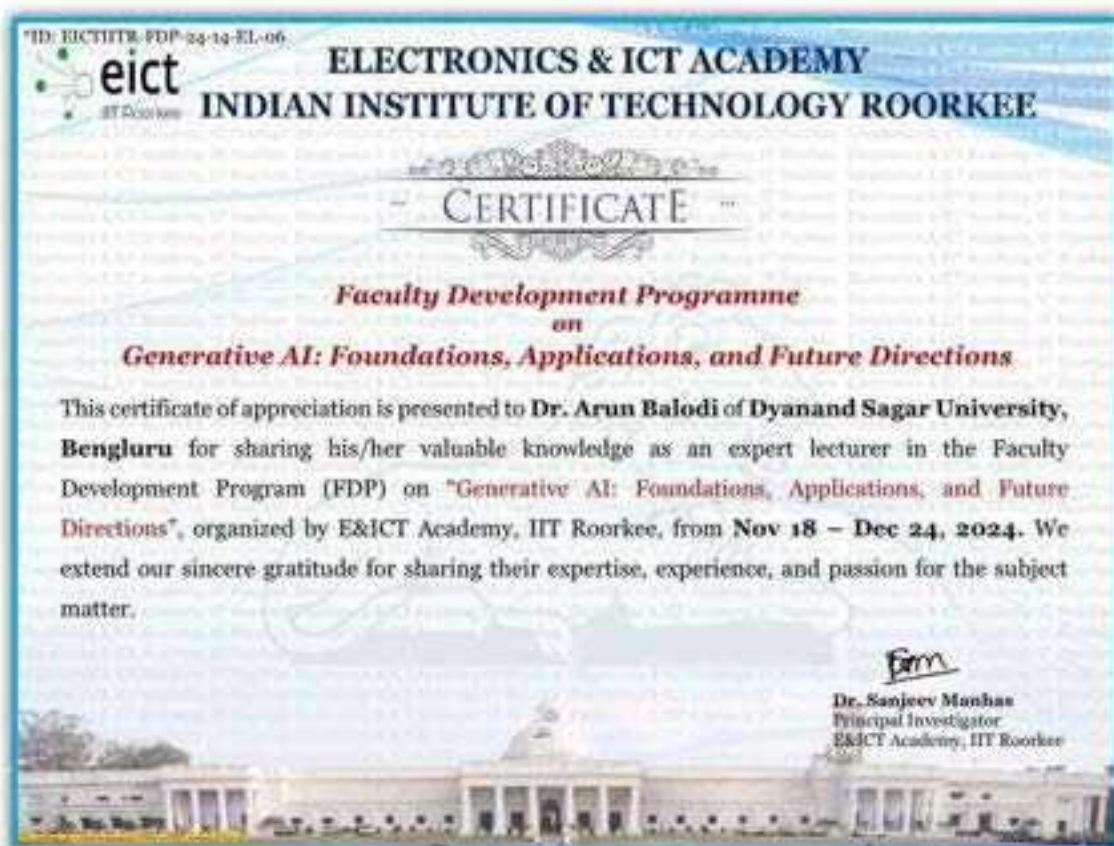 *ID: EICTIITR-FDP-24-14-EL-06
eict
IIT Roorkee
ELECTRONICS & ICT ACADEMY
INDIAN INSTITUTE OF TECHNOLOGY ROORKEE
CERTIFICATE
Faculty Development Programme
on
Generative AI: Foundations, Applications, and Future Directions
This certificate of appreciation is presented to Dr. Arun Balodi of Dyanand Sagar University,
Bengluru for sharing his/her valuable knowledge as an expert lecturer in the Faculty
Development Program (FDP) on "Generative AI: Foundations, Applications, and Future
Directions", organized by E&ICT Academy, IIT Roorkee, from Nov 18 – Dec 24, 2024. We
extend our sincere gratitude for sharing their expertise, experience, and passion for the subject
matter.
Dr. Sanjeev Manhas
Principal Investigator
E&ICT Academy, IIT Roorkee